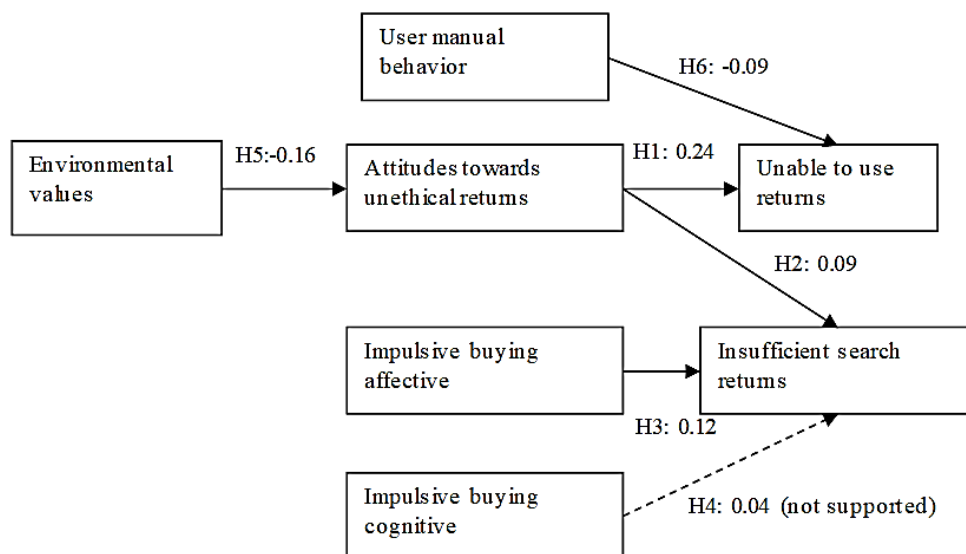 User manual
behavior
H6: -0.09
Environmental
values
H5:-0.16
Attitudes towards
unethical returns
H1: 0.24
Unable to use
returns
H2: 0.09
Impulsive buying
affective
Insufficient search
returns
H3: 0.12
Impulsive buying
cognitive
H4: 0.04 (not supported)